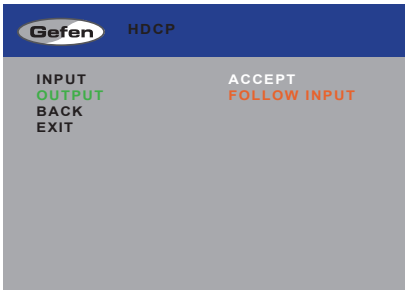 Gefen HDCP
INPUT ACCEPT
OUTPUT FOLLOW INPUT
BACK
EXIT